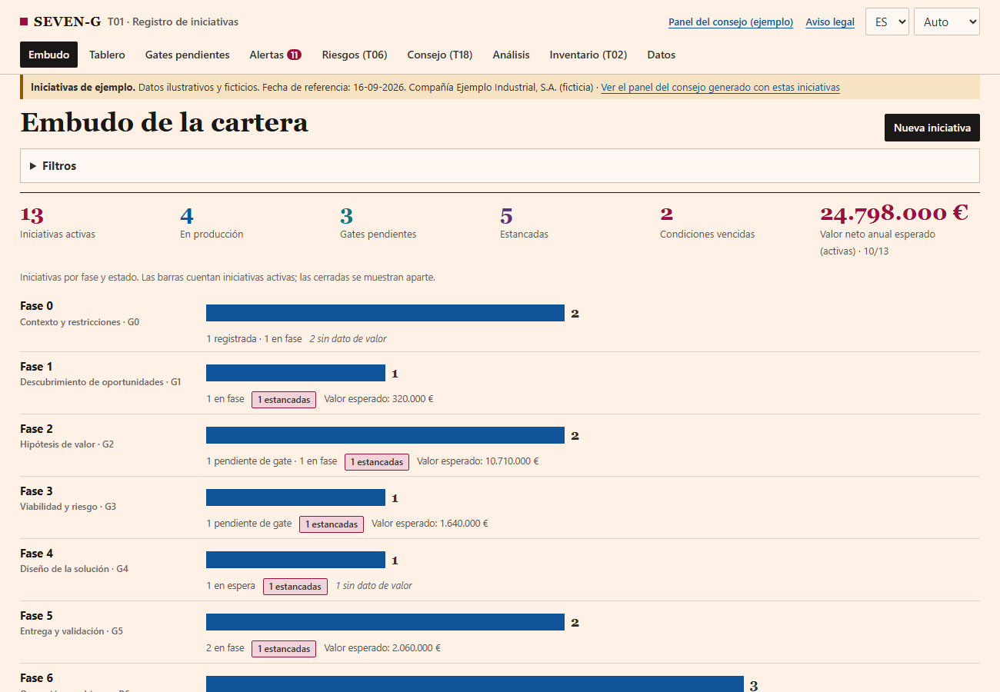 SEVEN-G T01 · Registro de iniciativas
Panel del consejo (ejemplo) Aviso legal ES Auto
Embudo Tablero Gates pendientes Alertas 11 Riesgos (T06) Consejo (T18) Análisis Inventario (T02) Datos
Iniciativas de ejemplo. Datos ilustrativos y ficticios. Fecha de referencia: 16-09-2026. Compañía Ejemplo Industrial, S.A. (ficticia) · Ver el panel del consejo generado con estas iniciativas
Embudo de la cartera
Nueva iniciativa
Filtros
13
Iniciativas activas
4
En producción
3
Gates pendientes
5
Estancadas
2
Condiciones vencidas
24.798.000 €
Valor neto anual esperado
(activas) · 10/13
Iniciativas por fase y estado. Las barras cuentan iniciativas activas; las cerradas se muestran aparte.
Fase 0
Contexto y restricciones · G0
2
1 registrada · 1 en fase 2 sin dato de valor
Fase 1
Descubrimiento de oportunidades · G1
1
1 en fase 1 estancadas Valor esperado: 320.000 €
Fase 2
Hipótesis de valor · G2
2
1 pendiente de gate · 1 en fase 1 estancadas Valor esperado: 10.710.000 €
Fase 3
Viabilidad y riesgo · G3
1
1 pendiente de gate 1 estancadas Valor esperado: 1.640.000 €
Fase 4
Diseño de la solución · G4
1
1 en espera 1 estancadas 1 sin dato de valor
Fase 5
Entrega y validación · G5
2
2 en fase 1 estancadas Valor esperado: 2.060.000 €
Fase 6
3